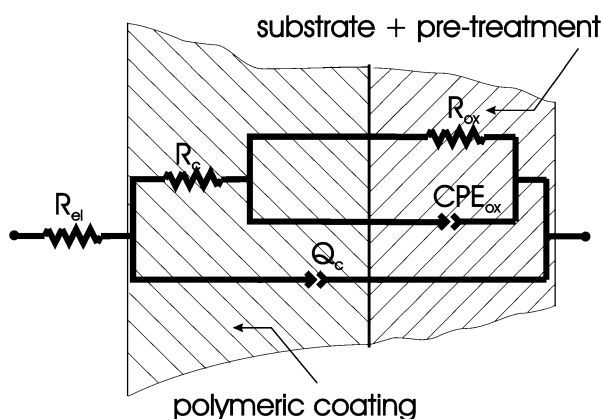 substrate + pre-treatment
Rox
Rc
CPEox
Rel
Qc
polymeric coating